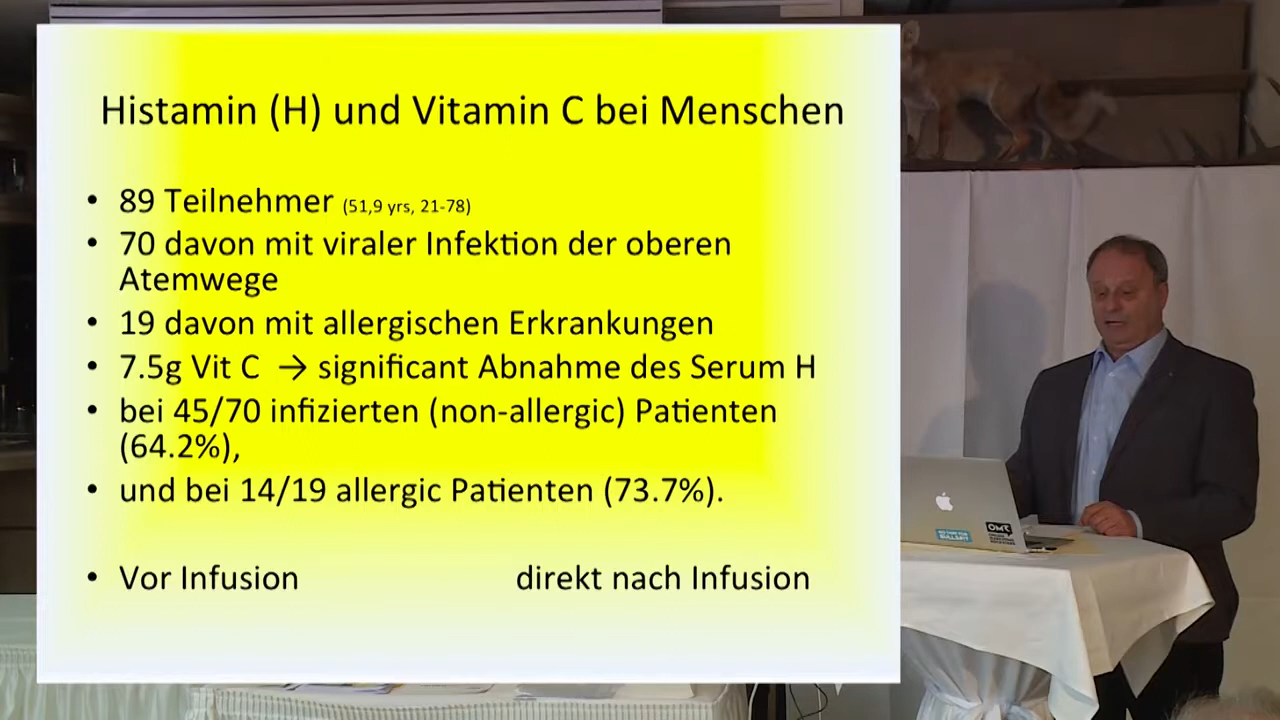 Histamin (H) und Vitamin C bei Menschen
• 89 Teilnehmer (51,9 yrs, 21-78)
• 70 davon mit viraler Infektion der oberen
Atemwege
• 19 davon mit allergischen Erkrankungen
• 7.5g Vit C → significant Abnahme des Serum H
• bei 45/70 infizierten (non-allergic) Patienten
(64.2%),
• und bei 14/19 allergic Patienten (73.7%).
• Vor Infusion direkt nach Infusion
OMR